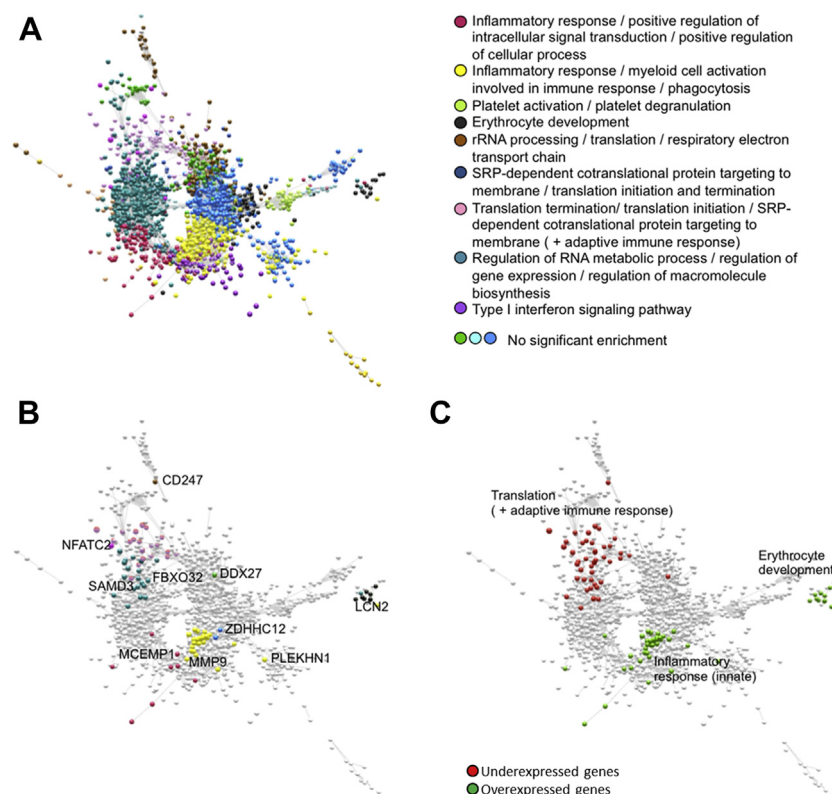 A
Inflammatory response / positive regulation of
intracellular signal transduction / positive regulation
of cellular process
Inflammatory response / myeloid cell activation
involved in immune response / phagocytosis
Platelet activation / platelet degranulation
Erythrocyte development
rRNA processing / translation / respiratory electron
transport chain
SRP-dependent cotranslational protein targeting to
membrane / translation initiation and termination
Translation termination/ translation initiation / SRP-
dependent cotranslational protein targeting to
membrane ( + adaptive immune response)
Regulation of RNA metabolic process / regulation of
gene expression / regulation of macromolecule
biosynthesis
Type I interferon signaling pathway
No significant enrichment
B
CD247
NFATC2
FBXO32
DDX27
SAMD3
LCN2
ZDHHC12
MCEMP1
MMP9
PLEKHN1
C
Translation
( + adaptive immune response)
Erythrocyte
development
Inflammatory
response (innate)
Underexpressed genes
Overexpressed genes